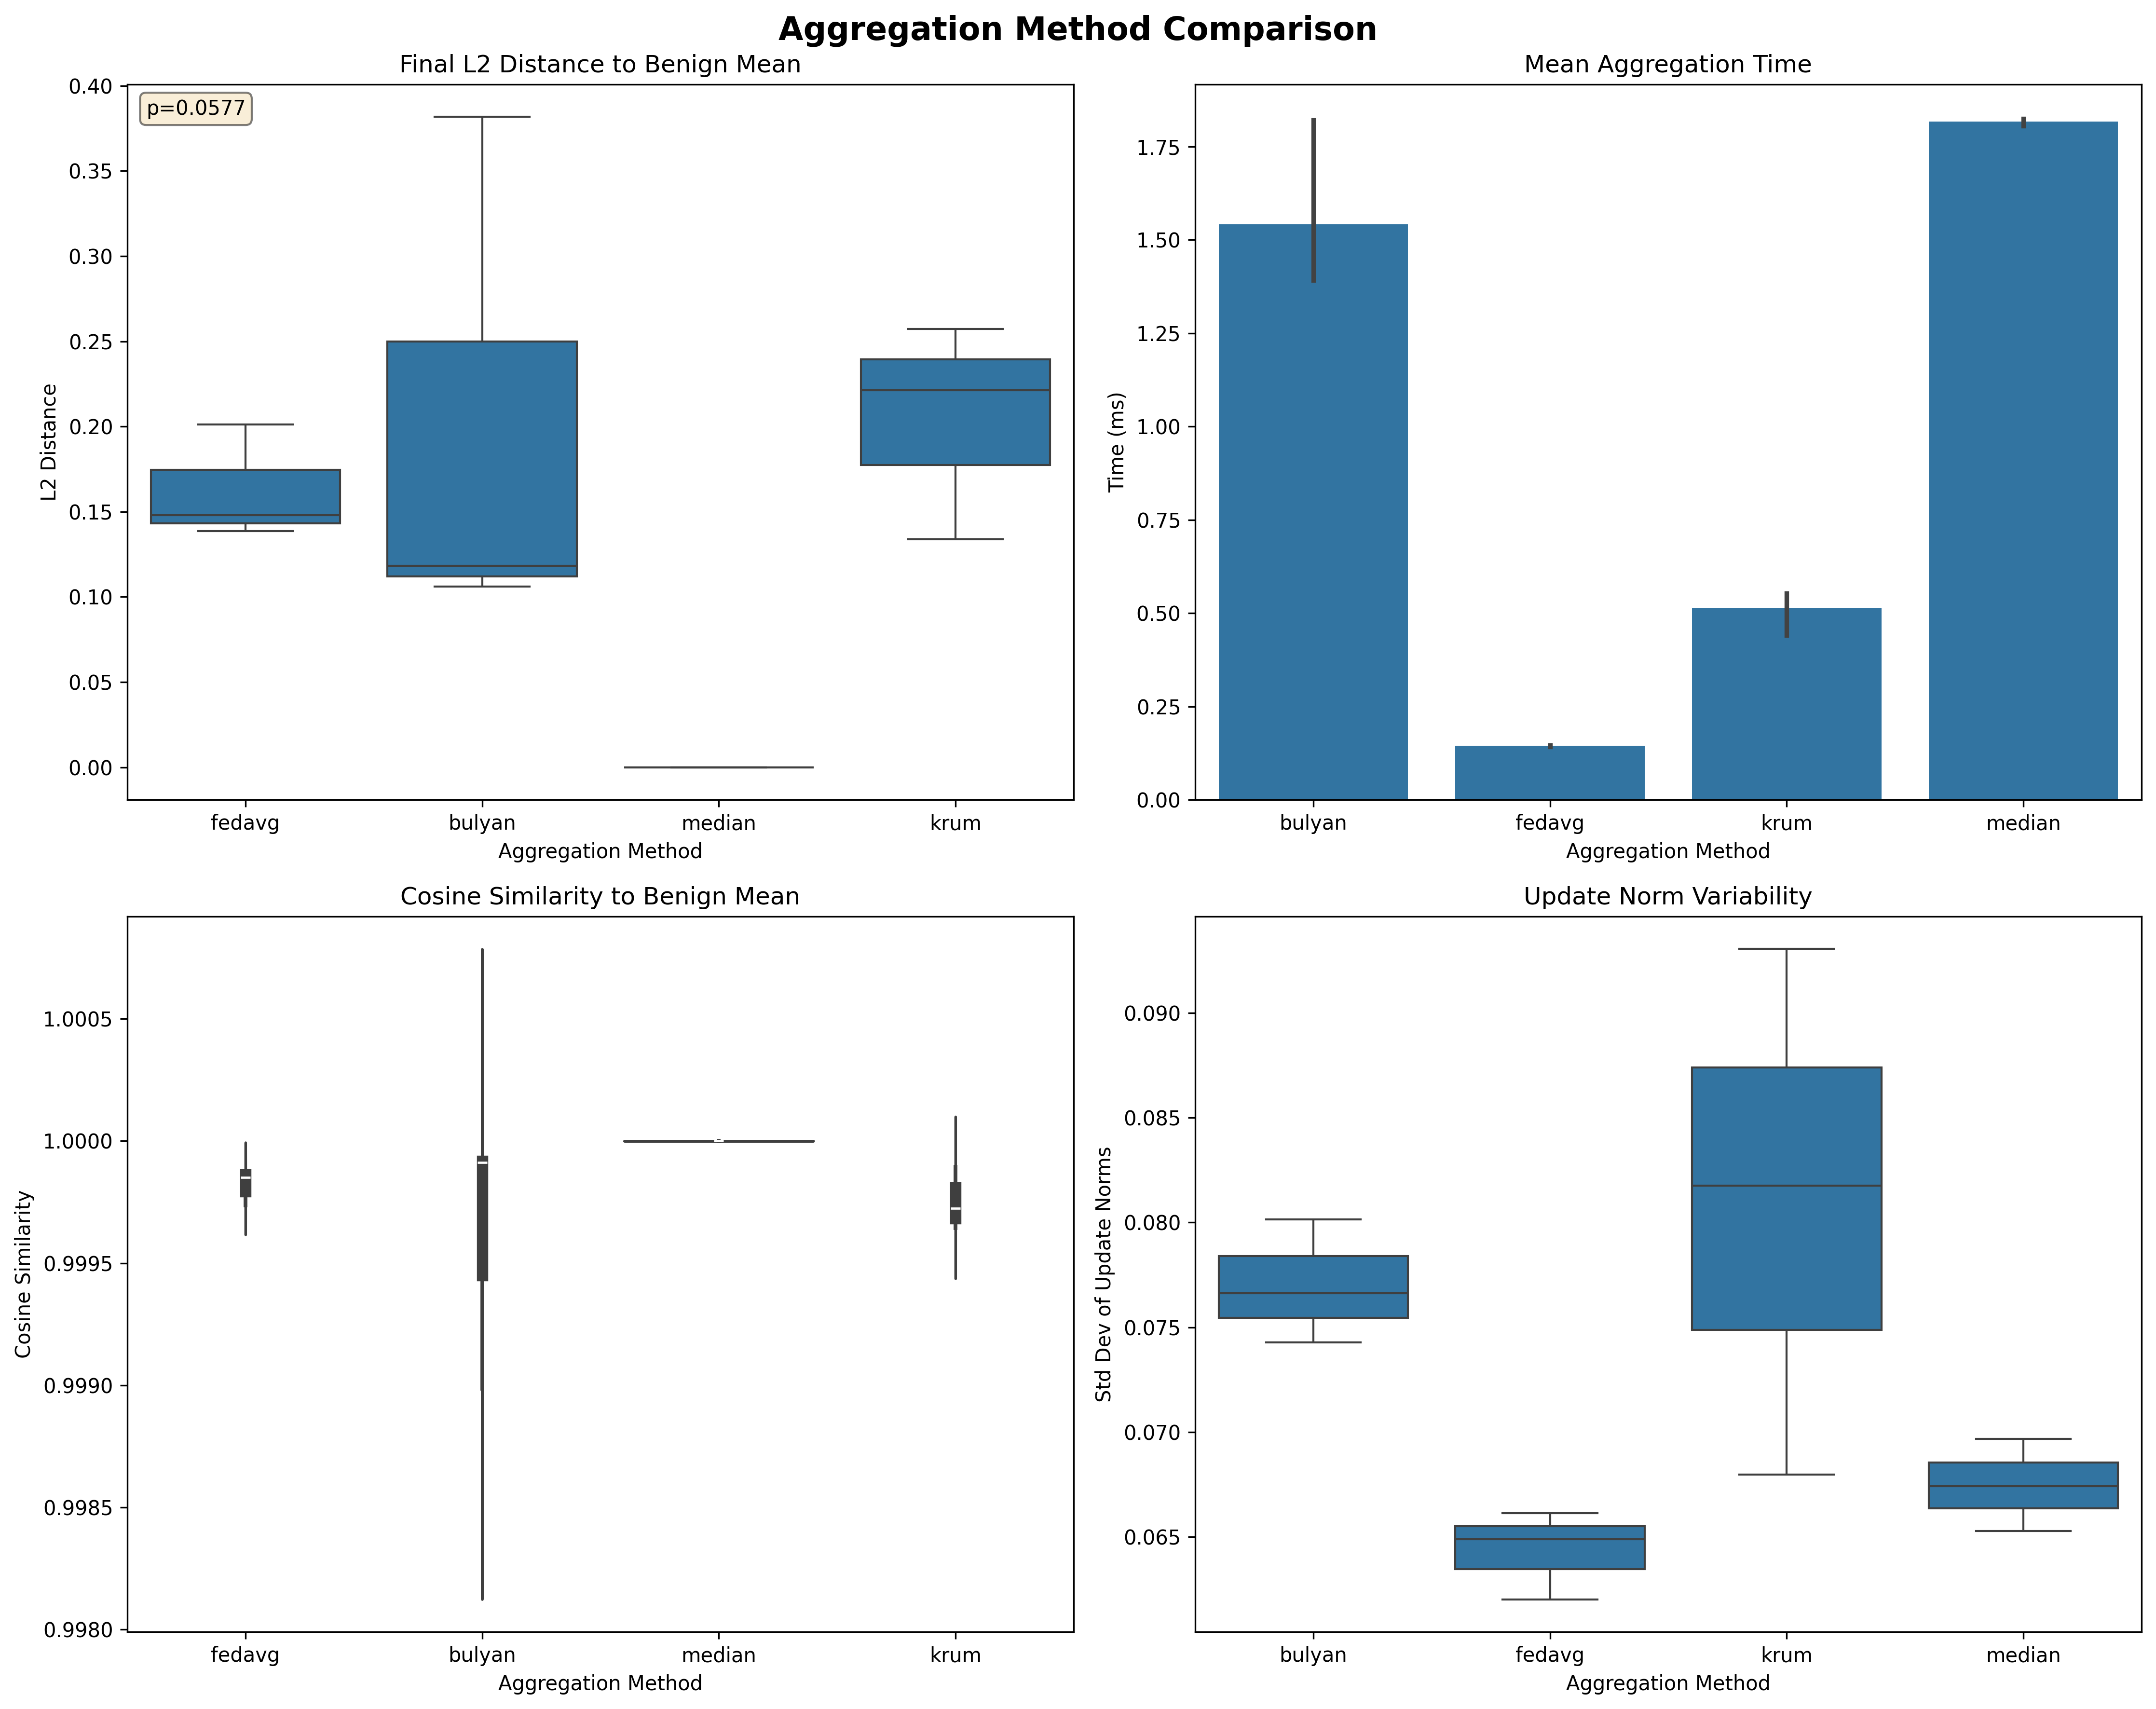 Aggregation Method Comparison
Final L2 Distance to Benign Mean
p=0.0577
L2 Distance
0.40
0.35
0.30
0.25
0.20
0.15
0.10
0.05
0.00
fedavg
bulyan
median
krum
Aggregation Method
Mean Aggregation Time
Time (ms)
1.75
1.50
1.25
1.00
0.75
0.50
0.25
0.00
bulyan
fedavg
krum
median
Aggregation Method
Cosine Similarity to Benign Mean
Cosine Similarity
1.0005
1.0000
0.9995
0.9990
0.9985
0.9980
fedavg
bulyan
median
krum
Aggregation Method
Update Norm Variability
Std Dev of Update Norms
0.090
0.085
0.080
0.075
0.070
0.065
bulyan
fedavg
krum
median
Aggregation Method